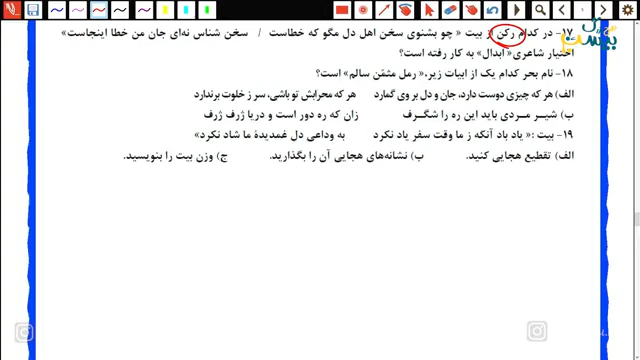 ۱۷- در کدام رکن از بیت « چو بشنوی سخن اهل دل مگو که خطاست / سخن شناس نه‌ای جان من خطا اینجاست»
اختیار شاعری« ابدال» به کار رفته است؟
۱۸- نام بحر کدام یک از ابیات زیر، «رمل مثمّن سالم» است؟
الف) هر که چیزی دوست دارد، جان و دل بر وی گمارد هر که محرابش تو باشی، سر ز خلوت برندارد
ب) شیـر مـردی باید این ره را شگـرف زان که ره دور است و دریا ژرف ژرف
۱۹- بیت :« یاد باد آنکه ز ما وقت سفر یاد نکرد به وداعی دل غمدیدهٔ ما شاد نکرد»
الف) تقطیع هجایی کنید. ب) نشانه‌های هجایی آن را بگذارید. ج) وزن بیت را بنویسید.